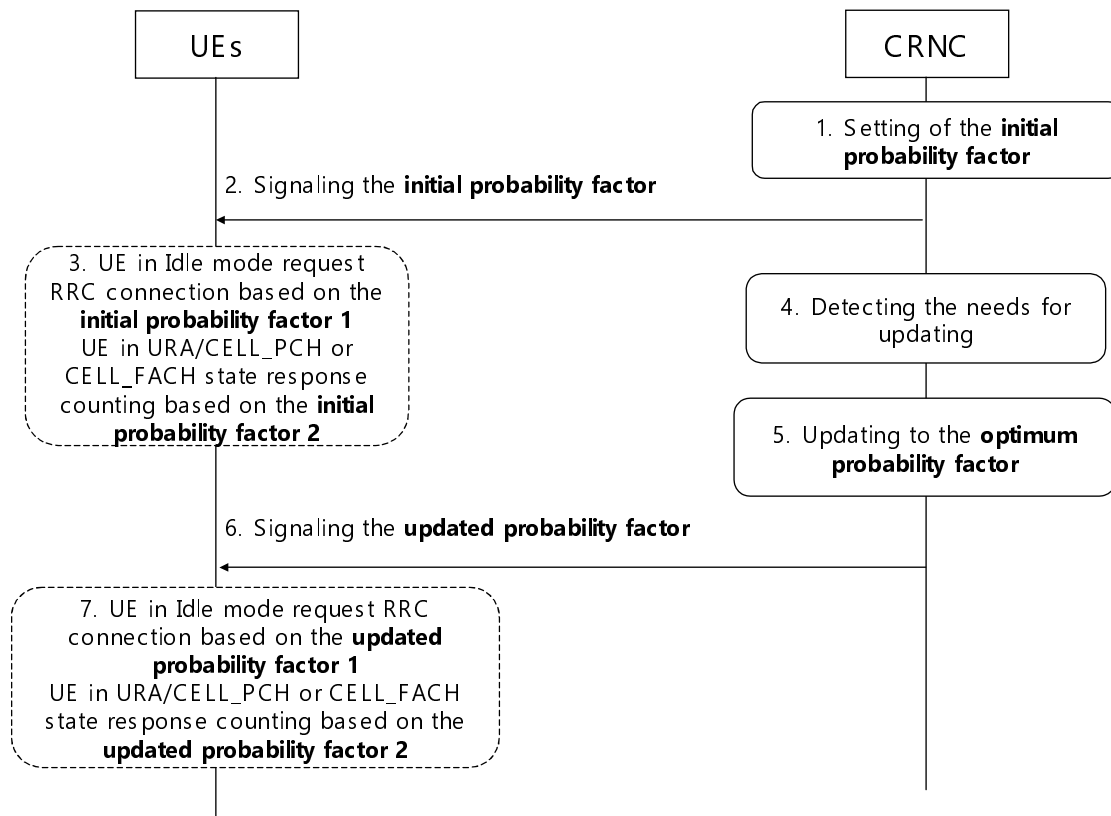 UEs
CRNC
1. Setting of the initial
probability factor
2. Signaling the initial probability factor
3. UE in Idle mode request
RRC connection based on the
initial probability factor 1
UE in URA/CELL_PCH or
CELL_FACH state response
counting based on the initial
probability factor 2
4. Detecting the needs for
updating
5. Updating to the optimum
probability factor
6. Signaling the updated probability factor
7. UE in Idle mode request RRC
connection based on the updated
probability factor 1
UE in URA/CELL_PCH or CELL_FACH
state response counting based on the
updated probability factor 2